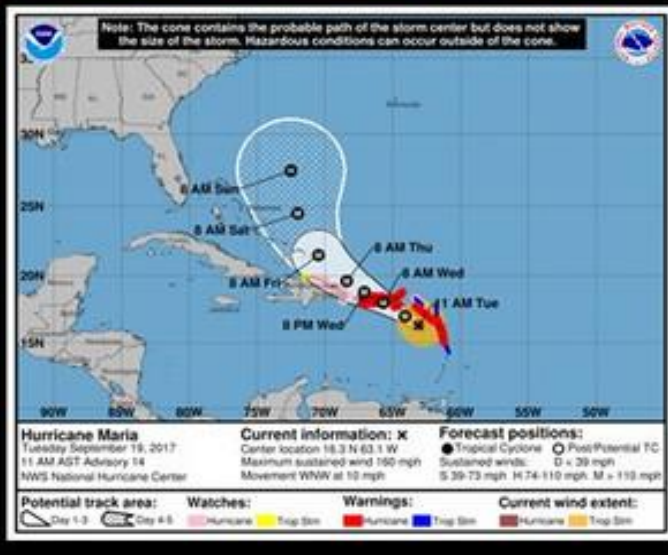 Note: The cone contains the probable path of the storm center but does not show
the size of the storm. Hazardous conditions can occur outside of the cone.
30N
8 AM Sun
25N
8 AM Sat
8 AM Thu
20N
8 AM Fri
8 AM Wed
11 AM Tue
8 PM Wed
15N
90W 85W 80W 75W 70W 65W 60W 55W 50W
Hurricane Maria
Tuesday September 19, 2017
11 AM AST Advisory 14
NWS National Hurricane Center
Current information: x
Center location 16.3 N 63.1 W
Maximum sustained wind 160 mph
Movement WNW at 10 mph
Forecast positions:
Tropical Cyclone Post/Potential TC
Sustained winds: D < 39 mph
S 39-73 mph H 74-110 mph M > 110 mph
Potential track area:
Day 1-3 Day 4-5
Watches:
Hurricane Trop Stm
Warnings:
Hurricane Trop Stm
Current wind extent:
Hurricane Trop Stm